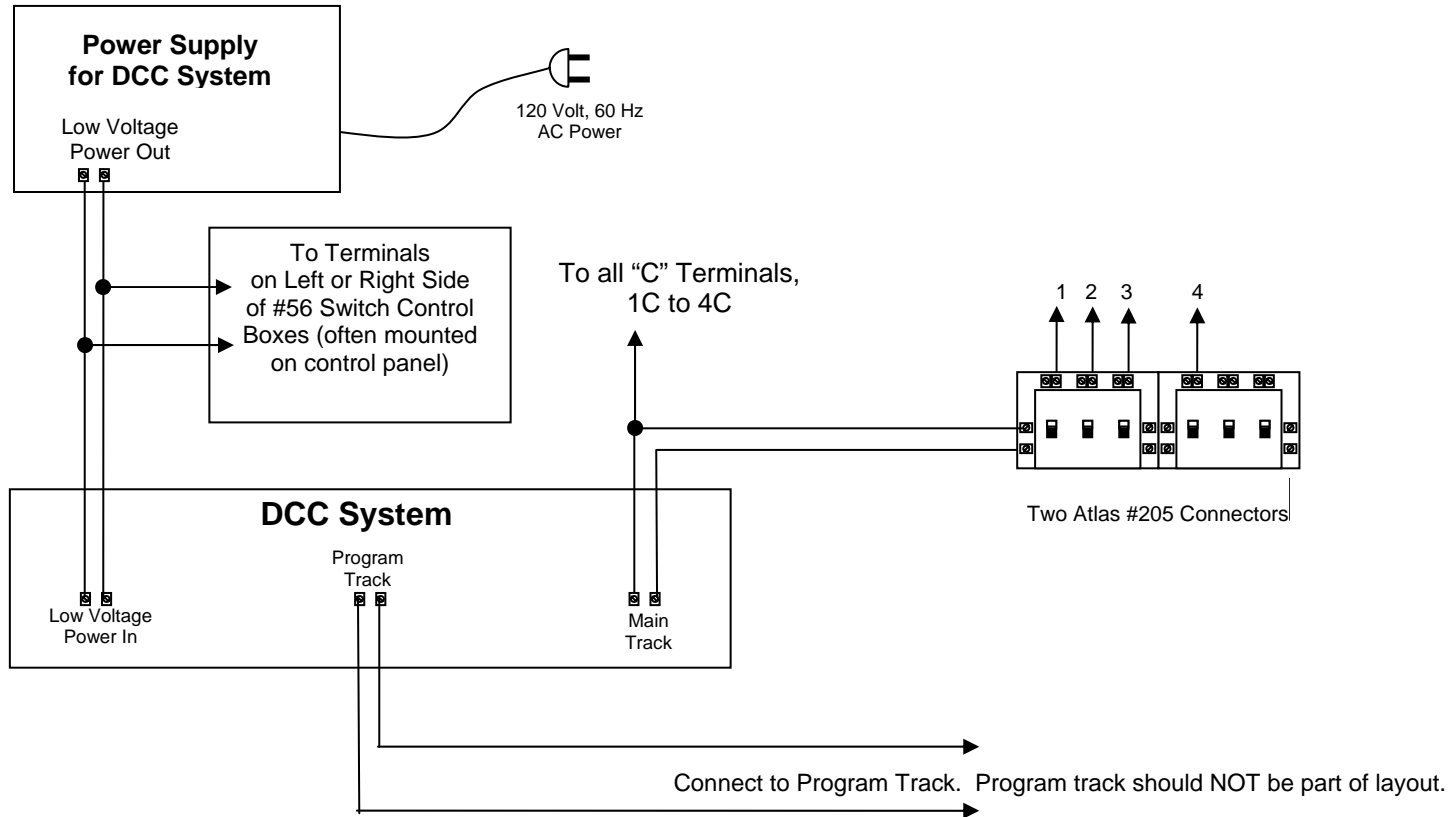 Power Supply
for DCC System
Low Voltage
Power Out
120 Volt, 60 Hz
AC Power
To Terminals
on Left or Right Side
of #56 Switch Control
Boxes (often mounted
on control panel)
To all “C” Terminals,
1C to 4C
1 2 3 4
Two Atlas #205 Connectors
DCC System
Program
Track
Low Voltage
Power In
Main
Track
Connect to Program Track. Program track should NOT be part of layout.